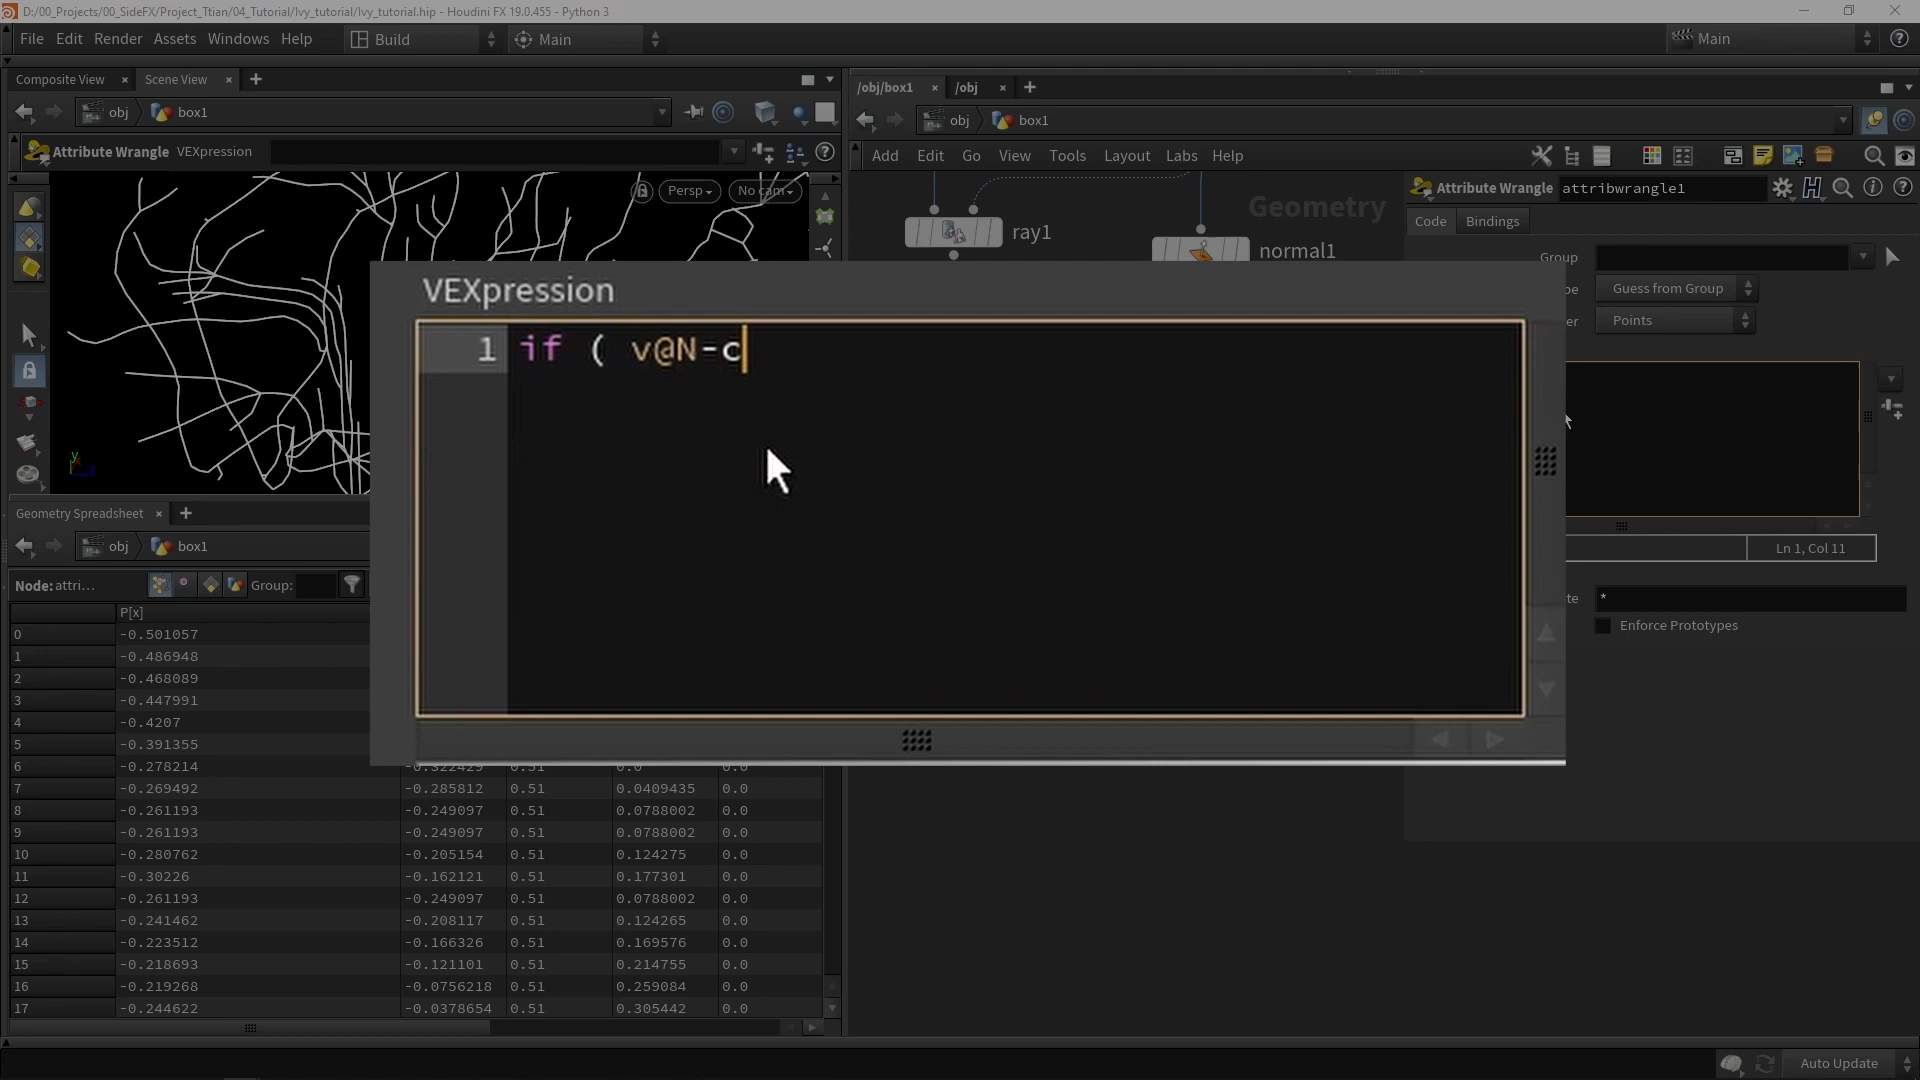 D:/00_Projects/00_SideFX/Project_Ttian/04_Tutorial/Ivy_tutorial/Ivy_tutorial.hip - Houdini FX 19.0.455 - Python 3
File Edit Render Assets Windows Help Build Main Main
Composite View Scene View
obj box1
Attribute Wrangle VEXpression
Persp No cam
y
/obj/box1 /obj
obj box1
Add Edit Go View Tools Layout Labs Help
Geometry
ray1
normal1
Attribute Wrangle attribwrangle1
Code Bindings
Group
Guess from Group
Points
VEXpression
1 if ( v@N-c
Ln 1, Col 11
*
Enforce Prototypes
Geometry Spreadsheet
obj box1
Node: attri... Group:
P[x]
0 -0.501057
1 -0.486948
2 -0.468089
3 -0.447991
4 -0.4207
5 -0.391355
6 -0.278214 -0.322429 0.51 0.0 0.0
7 -0.269492 -0.285812 0.51 0.0409435 0.0
8 -0.261193 -0.249097 0.51 0.0788002 0.0
9 -0.261193 -0.249097 0.51 0.0788002 0.0
10 -0.280762 -0.205154 0.51 0.124275 0.0
11 -0.30226 -0.162121 0.51 0.177301 0.0
12 -0.261193 -0.249097 0.51 0.0788002 0.0
13 -0.241462 -0.208117 0.51 0.124265 0.0
14 -0.223512 -0.166326 0.51 0.169576 0.0
15 -0.218693 -0.121101 0.51 0.214755 0.0
16 -0.219268 -0.0756218 0.51 0.259084 0.0
17 -0.244622 -0.0378654 0.51 0.305442 0.0
Auto Update